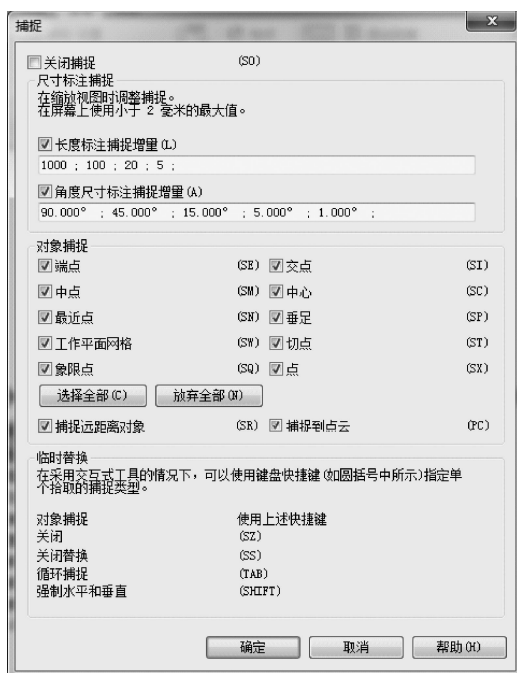 捕捉
关闭捕捉 (SO)
尺寸标注捕捉
在缩放视图时调整捕捉。
在屏幕上使用小于 2 毫米的最大值。
长度标注捕捉增量(L)
1000 ; 100 ; 20 ; 5 ;
角度尺寸标注捕捉增量(A)
90.000° ; 45.000° ; 15.000° ; 5.000° ; 1.000° ;
对象捕捉
端点 (SE) 交点 (SI)
中点 (SM) 中心 (SC)
最近点 (SN) 垂足 (SP)
工作平面网格 (SW) 切点 (ST)
象限点 (SQ) 点 (SX)
选择全部(C) 放弃全部(N)
捕捉远距离对象 (SR) 捕捉到点云 (PC)
临时替换
在采用交互式工具的情况下，可以使用键盘快捷键(如圆括号中所示)指定单
个拾取的捕捉类型。
对象捕捉 使用上述快捷键
关闭 (SZ)
关闭替换 (SS)
循环捕捉 (TAB)
强制水平和垂直 (SHIFT)
确定 取消 帮助(H)